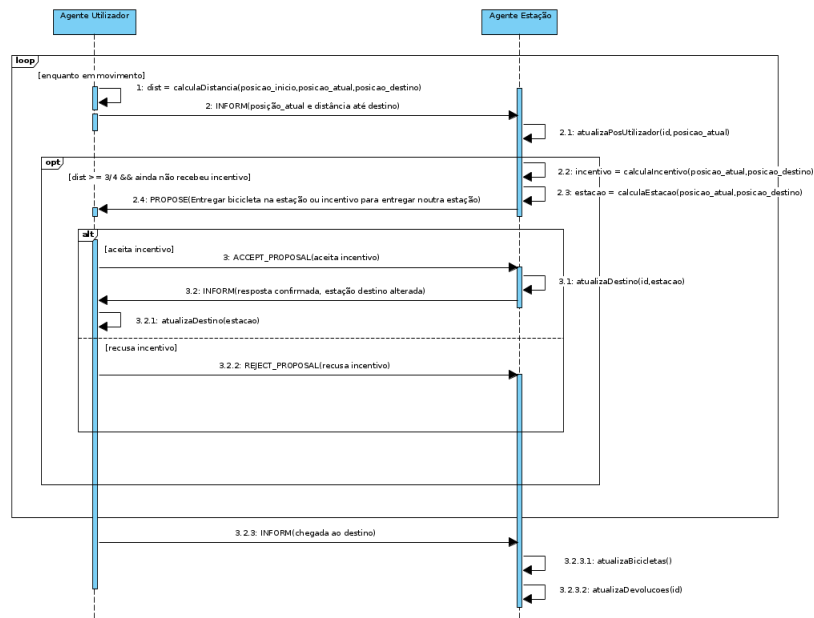 Agente Utilizador
Agente Estação
loop
[enquanto em movimento]
1: dist = calculaDistancia(posicao_inicio,posicao_atual,posicao_destino)
2: INFORM(posição_atual e distância até destino)
2.1: atualizaPosUtilizador(id,posicao_atual)
opt
[dist >= 3/4 && ainda não recebeu incentivo]
2.2: incentivo = calculaIncentivo(posicao_atual,posicao_destino)
2.3: estacao = calculaEstacao(posicao_atual,posicao_destino)
2.4: PROPOSE(Entregar bicicleta na estação ou incentivo para entregar noutra estação)
alt
[aceita incentivo]
3: ACCEPT_PROPOSAL(aceita incentivo)
3.1: atualizaDestino(id,estacao)
3.2: INFORM(resposta confirmada, estação destino alterada)
3.2.1: atualizaDestino(estacao)
[recusa incentivo]
3.2.2: REJECT_PROPOSAL(recusa incentivo)
3.2.3: INFORM(chegada ao destino)
3.2.3.1: atualizaBicicletas()
3.2.3.2: atualizaDevolucoes(id)